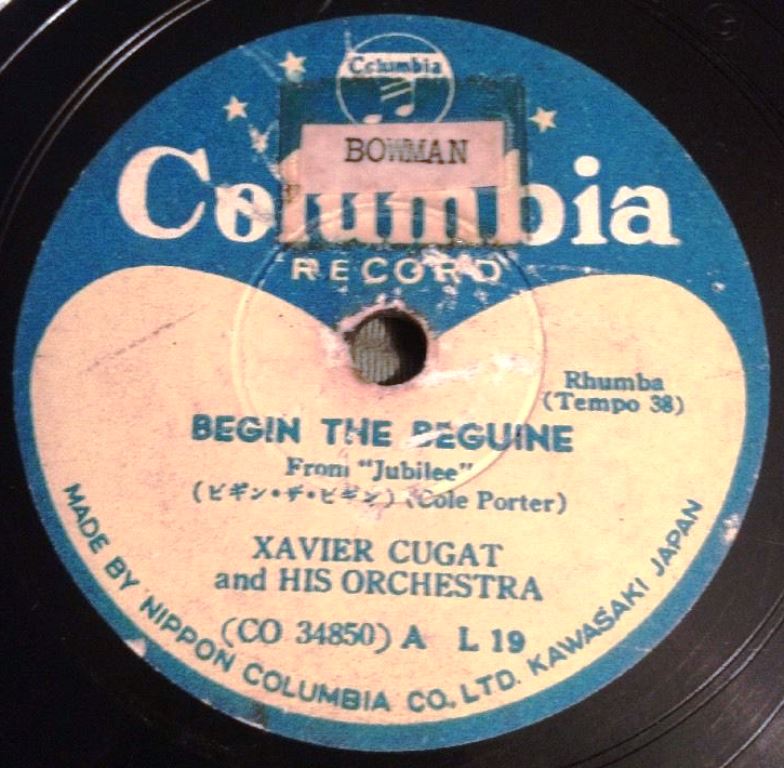 Columbia
BOWMAN
Columbia
RECORD
Rhumba
(Tempo 38)
BEGIN THE BEGUINE
From "Jubilee"
(ビギン・ザ・ビギン) (Cole Porter)
XAVIER CUGAT
and HIS ORCHESTRA
(CO 34850) A L 19
MADE BY NIPPON COLUMBIA CO., LTD. KAWASAKI JAPAN